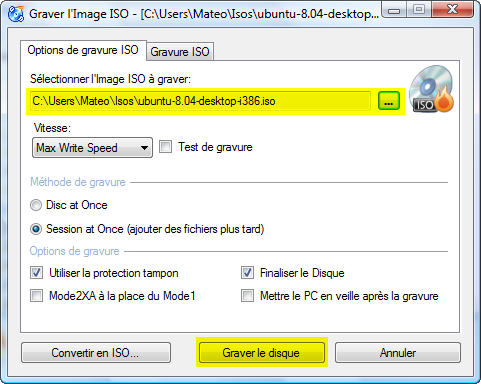 Graver l'Image ISO - [C:\Users\Mateo\Isos\ubuntu-8.04-desktop...
Options de gravure ISO
Gravure ISO
Sélectionner l'Image ISO à graver:
C:\Users\Mateo\Isos\ubuntu-8.04-desktop-i386.iso
...
ISO
Vitesse:
Max Write Speed
Test de gravure
Méthode de gravure
Disc at Once
Session at Once (ajouter des fichiers plus tard)
Options de gravure
Utiliser la protection tampon
Finaliser le Disque
Mode2XA à la place du Mode1
Mettre le PC en veille après la gravure
Convertir en ISO...
Graver le disque
Annuler